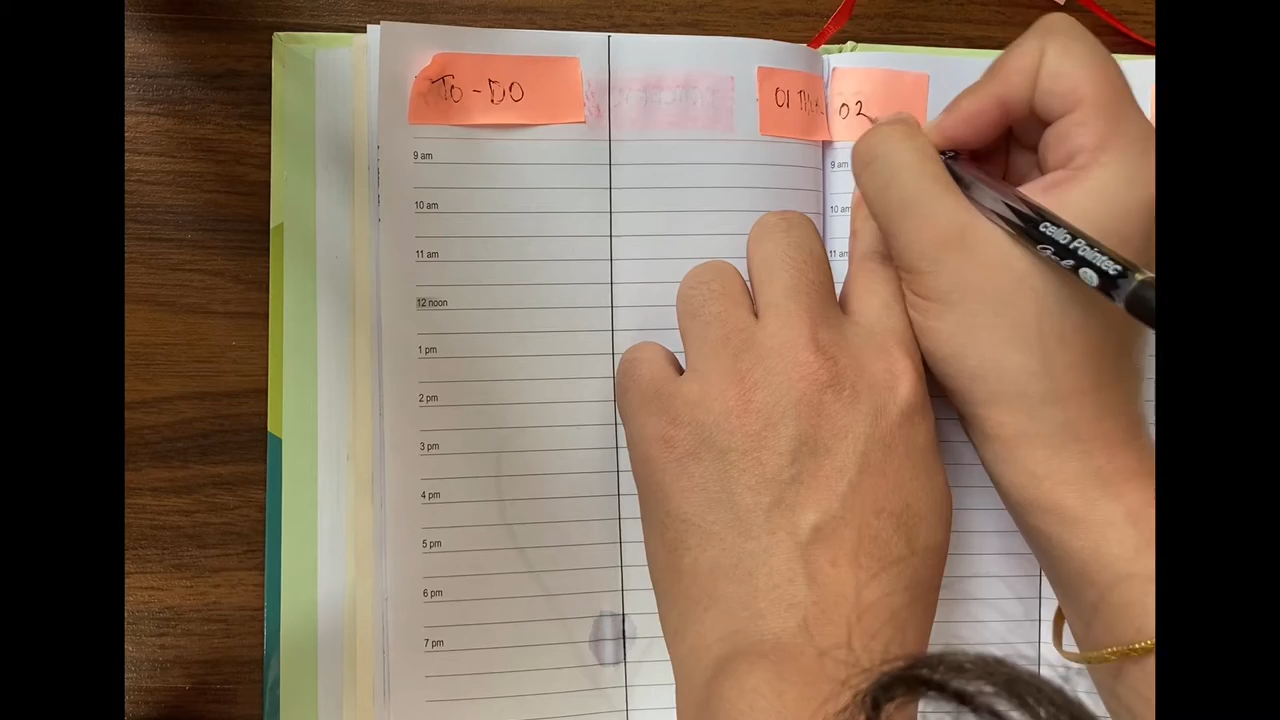 TO-DO
01 THU
02
9 am
10 am
11 am
12 noon
1 pm
2 pm
3 pm
4 pm
5 pm
6 pm
7 pm
9 am
10 am
11 am
cello Pointec
Gel